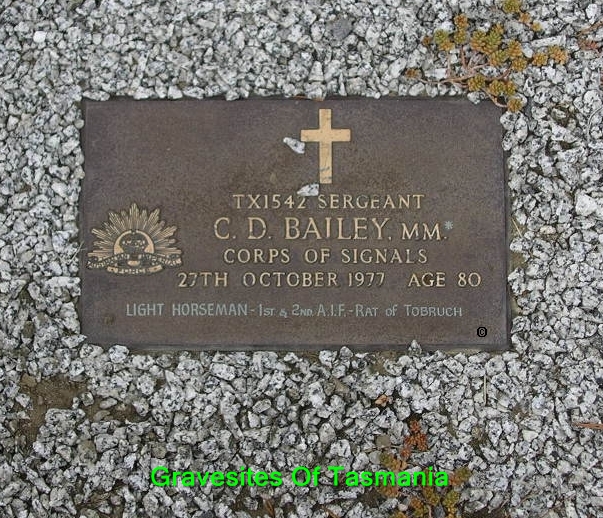 TX1542 SERGEANT
C. D. BAILEY, MM.*
CORPS OF SIGNALS
27TH OCTOBER 1977 AGE 80
LIGHT HORSEMAN-1ST & 2ND. A.I.F.-RAT OF TOBRUCH
©
Gravesites Of Tasmania